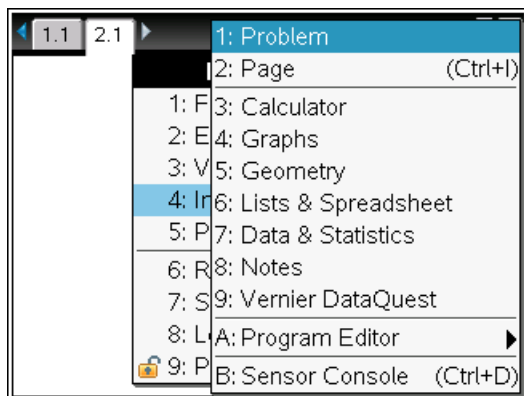 1.1 2.1
1: Problem
2: Page (Ctrl+I)
1: F
3: Calculator
2: E
4: Graphs
3: V
5: Geometry
4: In
6: Lists & Spreadsheet
5: P
7: Data & Statistics
6: R
8: Notes
7: S
9: Vernier DataQuest
8: L
A: Program Editor
9: P
B: Sensor Console (Ctrl+D)